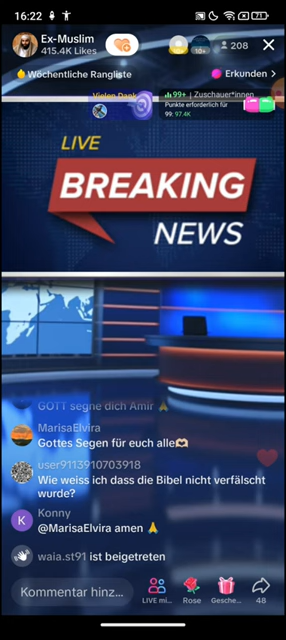 16:22
71
Ex-Muslim
415.4K Likes
10+
208
Wöchentliche Rangliste
Erkunden >
Vielen Dank
99+ | Zuschauer*innen
Punkte erforderlich für
99: 97.4K
LIVE
BREAKING
NEWS
GOTT segne dich Amir 🙏
MarisaElvira
Gottes Segen für euch alle🫶
user9113910703918
Wie weiss ich dass die Bibel nicht verfälscht
wurde?
K
Konny
@MarisaElvira amen 🙏
waia.st91 ist beigetreten
Kommentar hinz...
LIVE mi...
Rose
Gesche...
48